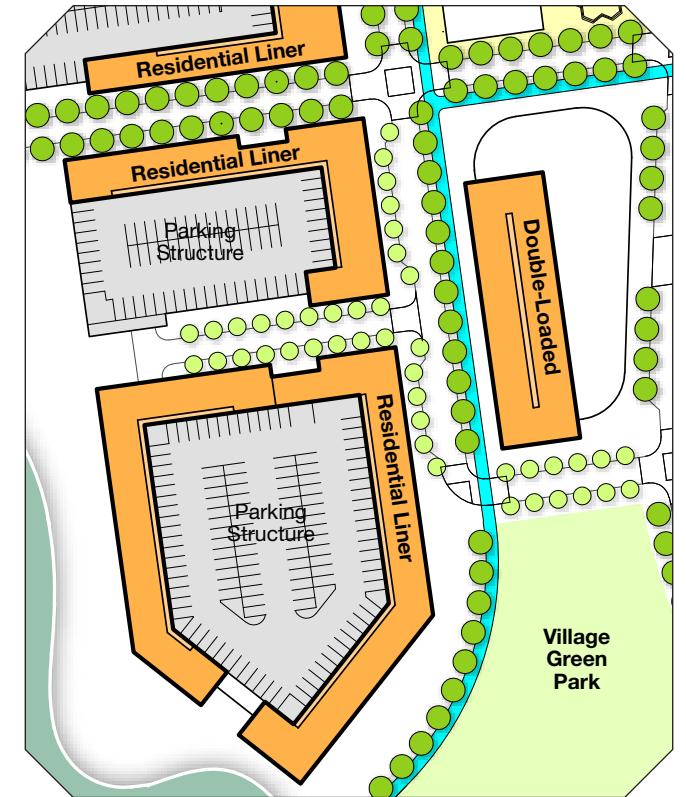 Residential Liner
Residential Liner
Parking
Structure
Double-Loaded
Residential Liner
Parking
Structure
Village
Green
Park